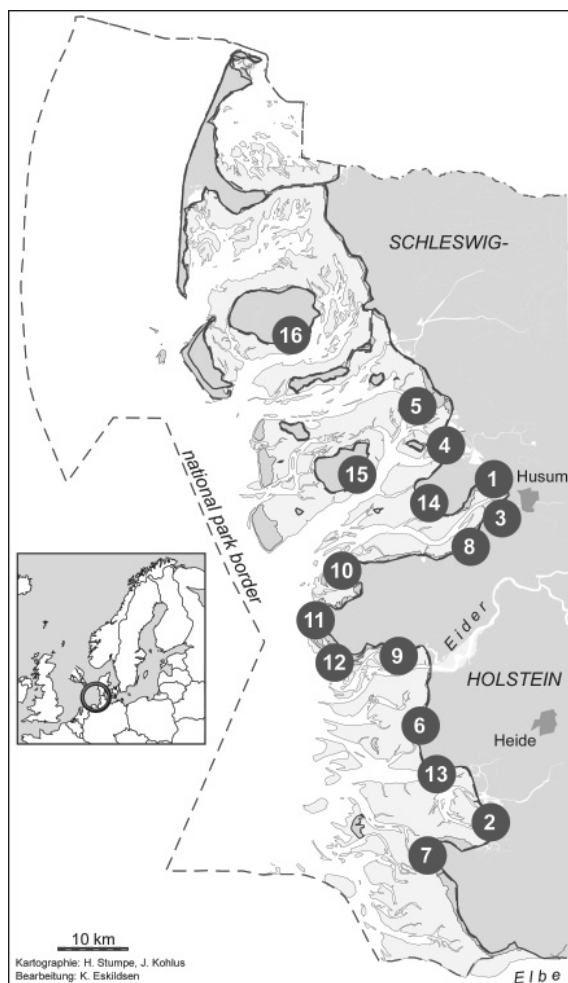 SCHLESWIG-
16
5
4
1
Husum
15
14
3
8
national park border
10
11
Eider
12
9
HOLSTEIN
6
Heide
13
2
7
10 km
Kartographie: H. Stumpe, J. Kohlus
Bearbeitung: K. Eskildsen
Elbe